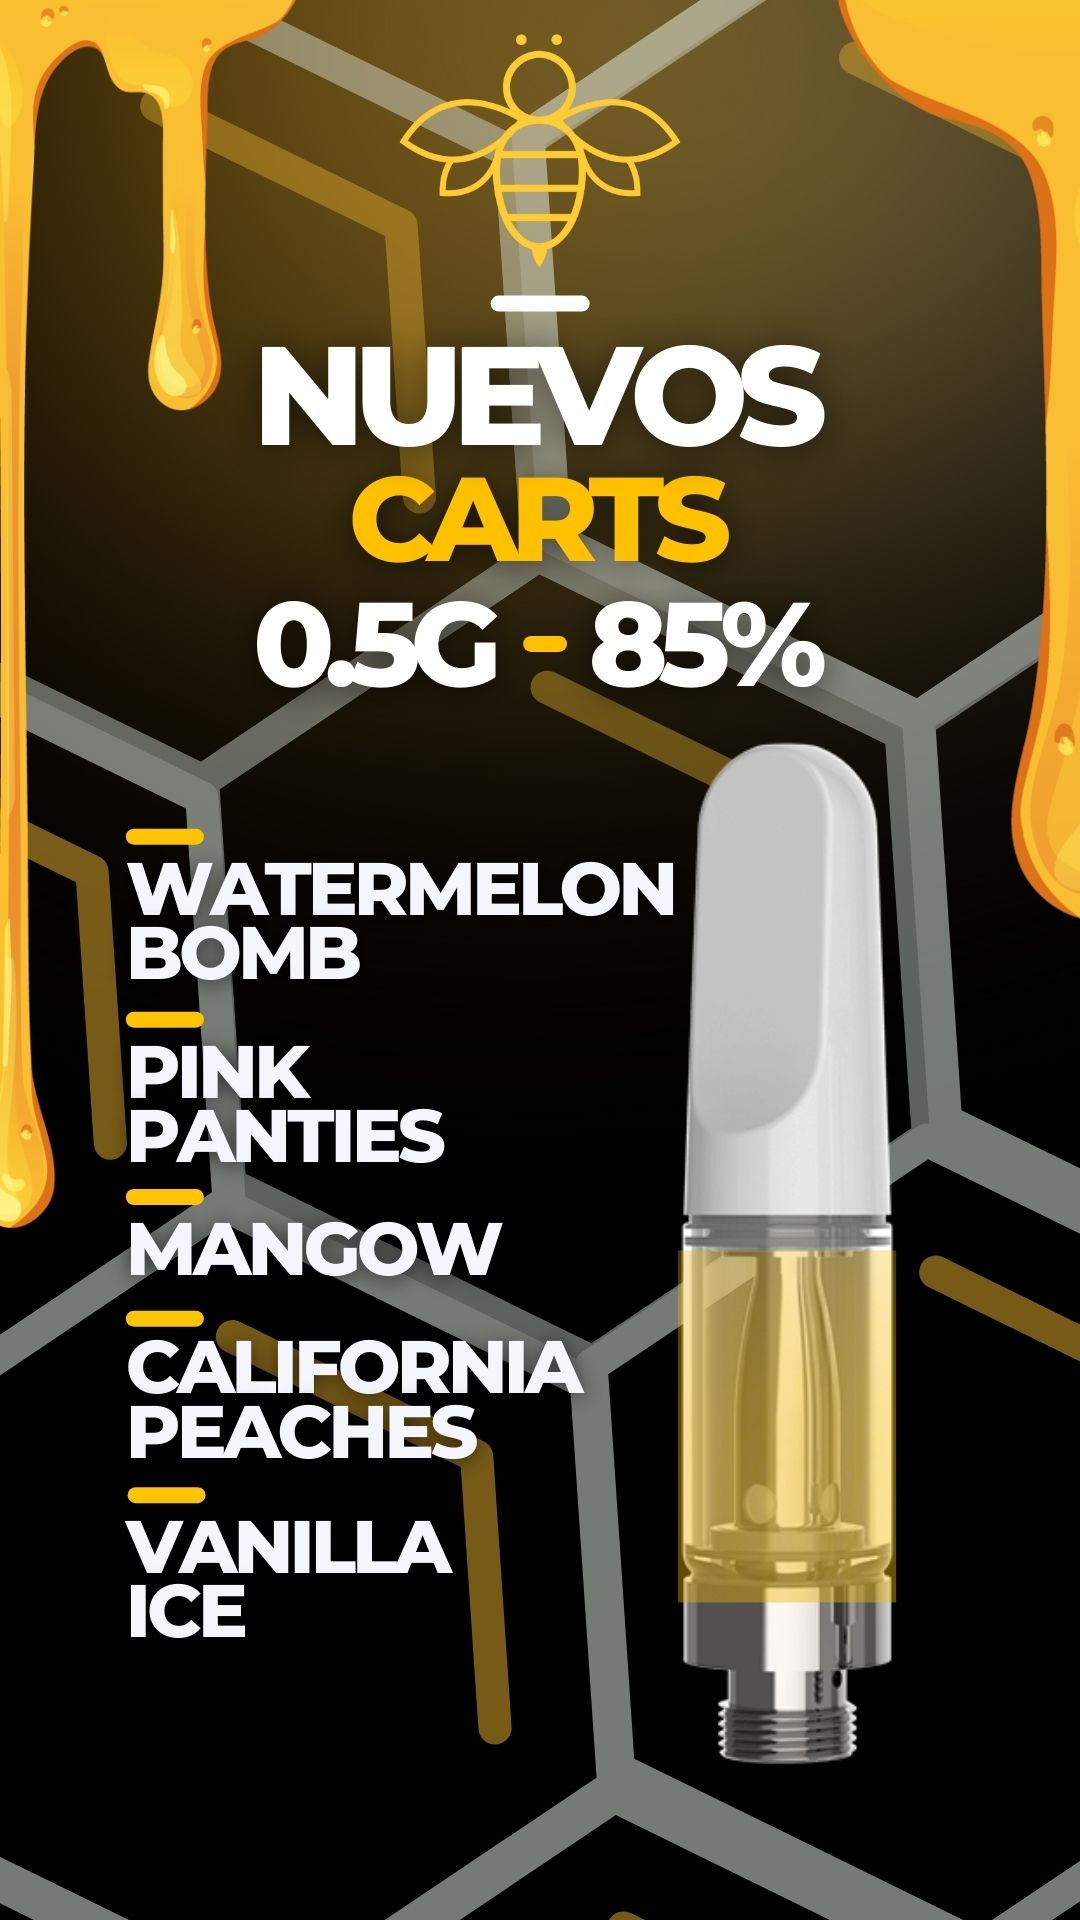 NUEVOS
CARTS
0.5G - 85%
WATERMELON
BOMB
PINK
PANTIES
MANGOW
CALIFORNIA
PEACHES
VANILLA
ICE